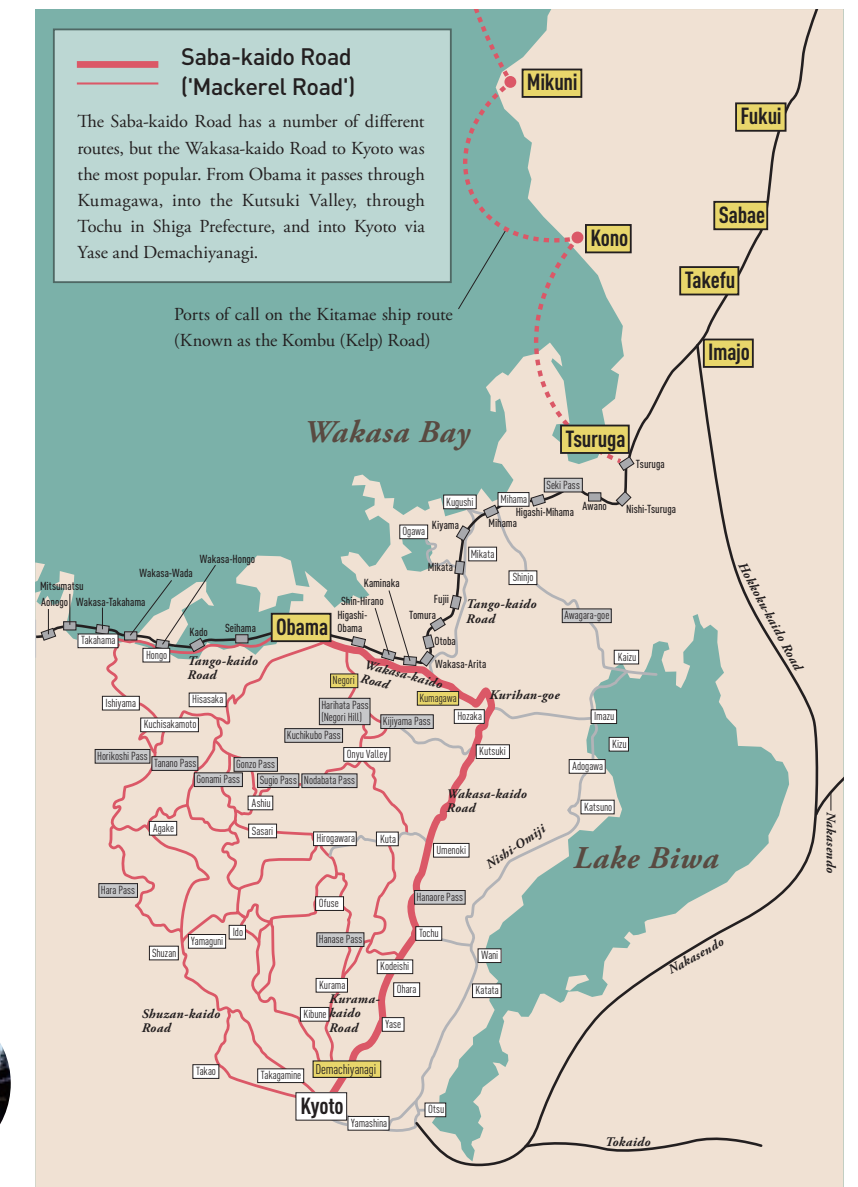 Saba-kaido Road
('Mackerel Road')
The Saba-kaido Road has a number of different
routes, but the Wakasa-kaido Road to Kyoto was
the most popular. From Obama it passes through
Kumagawa, into the Kutsuki Valley, through
Tochu in Shiga Prefecture, and into Kyoto via
Yase and Demachiyanagi.
Mikuni
Fukui
Sabae
Kono
Takefu
Ports of call on the Kitamae ship route
(Known as the Kombu (Kelp) Road)
Imajo
Wakasa Bay
Tsuruga
Tsuruga
Seki Pass
Kugushi
Mihama
Awano
Nishi-Tsuruga
Higashi-Mihama
Mihama
Kiyama
Ogawa
Mikata
Mikata
Shinjo
Hokkoku-kaido Road
Wakasa-Hongo
Wakasa-Wada
Mitsumatsu
Aonogo
Wakasa-Takahama
Kaminaka
Shin-Hirano
Higashi-
Obama
Fujii
Tango-kaido
Road
Tomura
Awagara-goe
Obama
Seihama
Kado
Takahama
Hongo
Otoba
Wakasa-Arita
Kaizu
Tango-kaido
Road
Wakasa-kaido
Road
Negori
Kumagawa
Kurihan-goe
Ishiyama
Hisasaka
Harihata Pass
(Negori Hill)
Kijiyama Pass
Hozaka
Imazu
Kuchisakamoto
Kuchikubo Pass
Kizu
Horikoshi Pass
Tanano Pass
Gonzo Pass
Onyu Valley
Kutsuki
Adogawa
Gonami Pass
Sugio Pass
Nodabata Pass
Ashiu
Wakasa-kaido
Road
Katsuno
Agake
Sasari
Hirogawara
Kuta
Umenoki
Nishi-Omiji
Lake Biwa
Nakasendo
Hara Pass
Ofuse
Hanaore Pass
Ido
Yamaguni
Hanase Pass
Tochu
Shuzan
Wani
Nakasendo
Kodeishi
Kurama
Ohara
Katata
Shuzan-kaido
Road
Kibune
Kurama-
kaido
Road
Yase
Takao
Takagamine
Demachiyanagi
Kyoto
Yamashina
Otsu
Tokaido